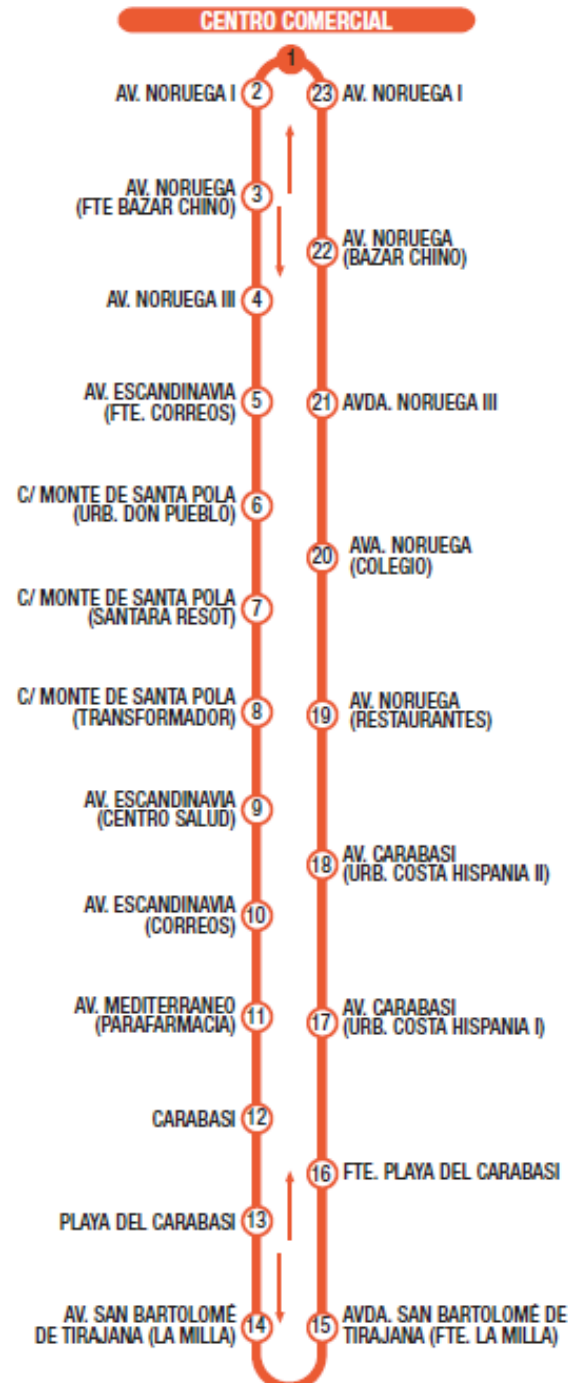 CENTRO COMERCIAL
1
AV. NORUEGA I 2
23 AV. NORUEGA I
AV. NORUEGA
(FTE BAZAR CHINO)
3
22
AV. NORUEGA
(BAZAR CHINO)
AV. NORUEGA III 4
AV. ESCANDINAVIA
(FTE. CORREOS)
5
21 AVDA. NORUEGA III
C/ MONTE DE SANTA POLA
(URB. DON PUEBLO)
6
20
AVA. NORUEGA
(COLEGIO)
C/ MONTE DE SANTA POLA
(SANTARA RESOT)
7
C/ MONTE DE SANTA POLA
(TRANSFORMADOR)
8
19
AV. NORUEGA
(RESTAURANTES)
AV. ESCANDINAVIA
(CENTRO SALUD)
9
18
AV. CARABASI
(URB. COSTA HISPANIA II)
AV. ESCANDINAVIA
(CORREOS)
10
AV. MEDITERRANEO
(PARAFARMACIA)
11
17
AV. CARABASI
(URB. COSTA HISPANIA I)
CARABASI 12
16 FTE. PLAYA DEL CARABASI
PLAYA DEL CARABASI 13
AV. SAN BARTOLOMÉ
DE TIRAJANA (LA MILLA)
14
15
AVDA. SAN BARTOLOMÉ DE
TIRAJANA (FTE. LA MILLA)